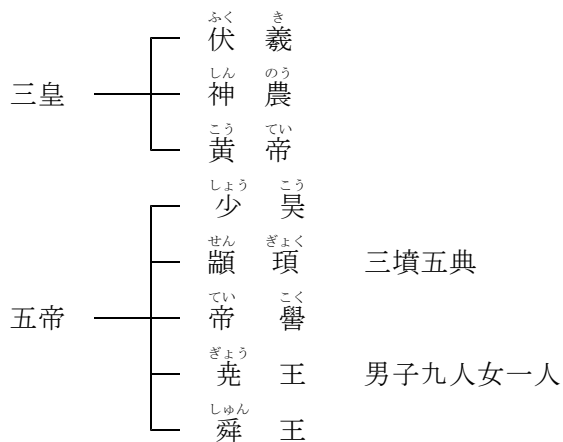 三皇
伏羲
ふくき
神農
しんのう
黄帝
こうてい
五帝
少昊
しょうこう
顓頊
せんぎょく
三墳五典
帝嚳
ていこく
尭王
ぎょう
男子九人女一人
舜王
しゅん